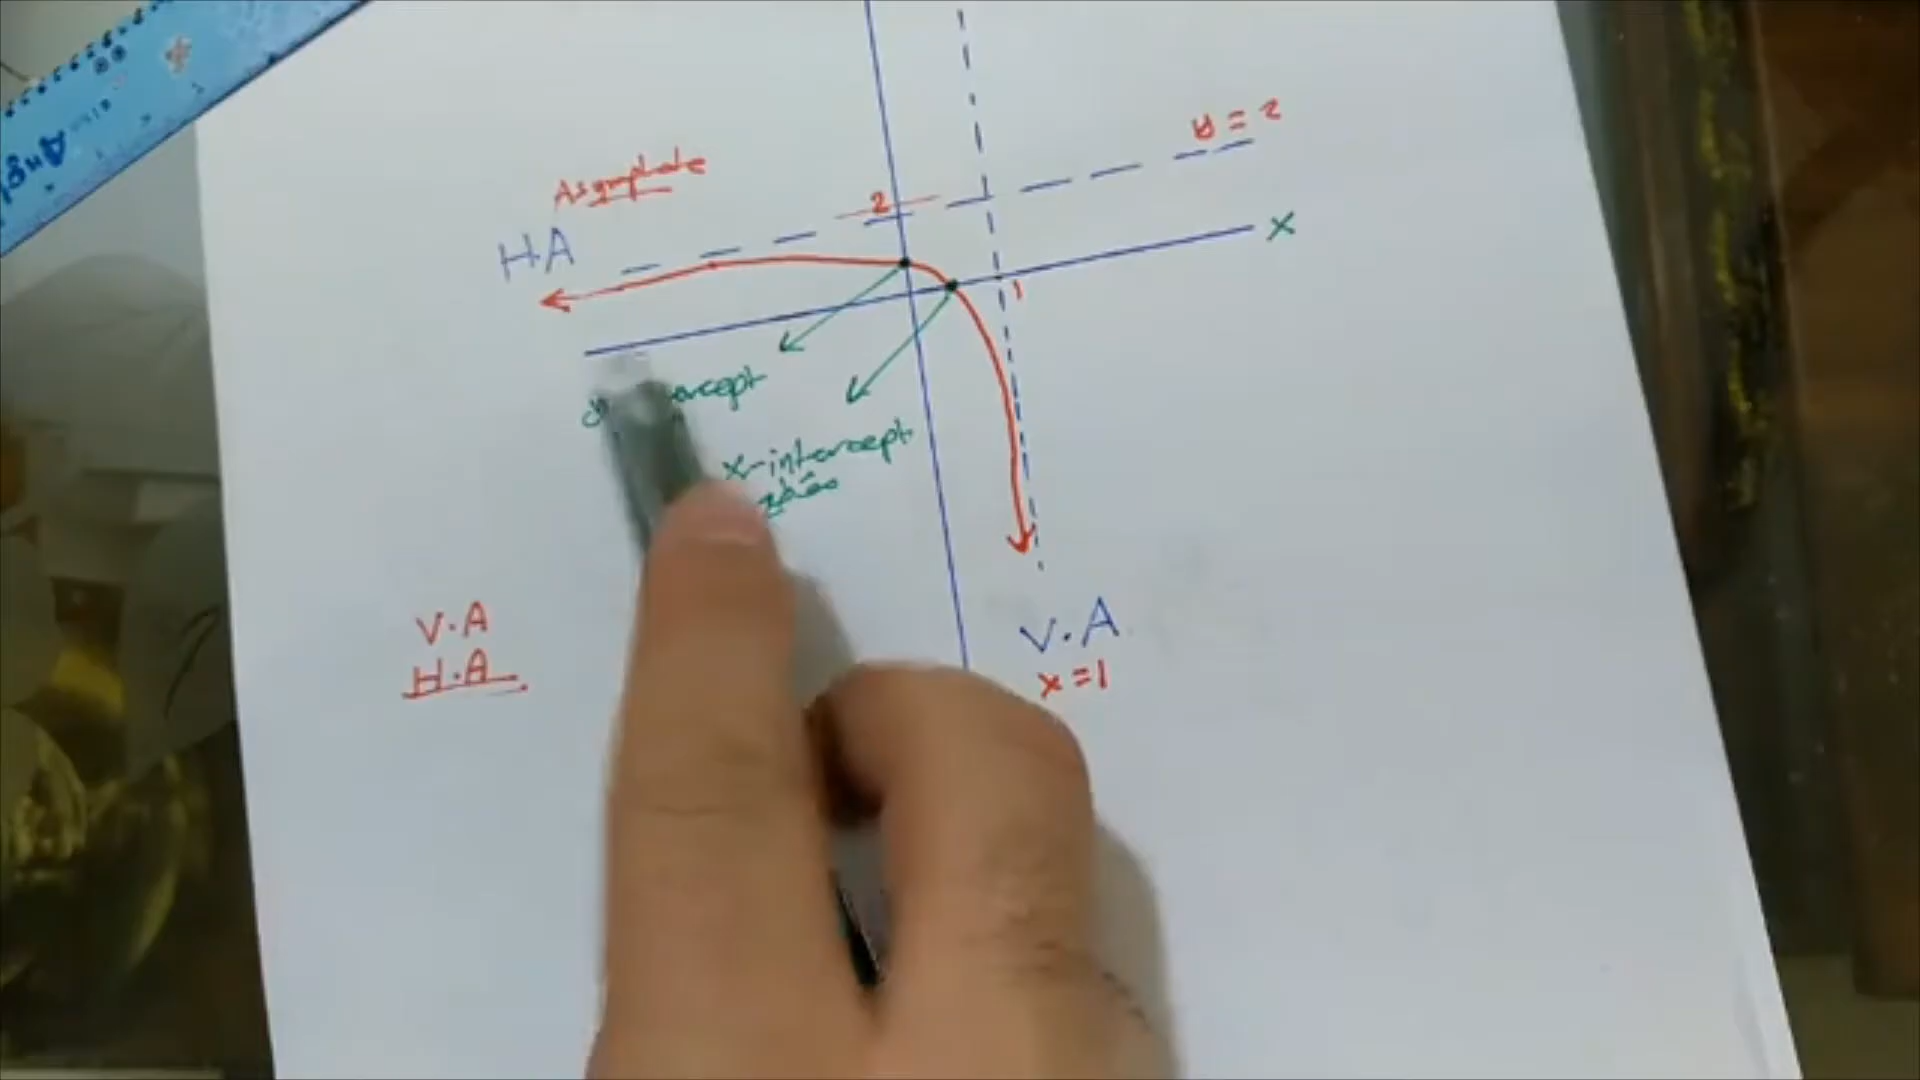 y = 2
Asymptote
2
HA
X
1
x-intercept
V.A
H.A
V.A
x=1